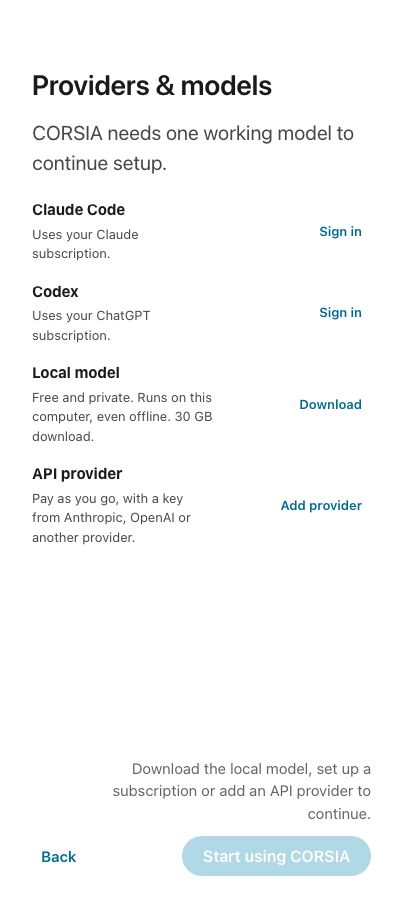 Providers & models
CORSIA needs one working model to
continue setup.
Claude Code
Uses your Claude
subscription.
Sign in
Codex
Uses your ChatGPT
subscription.
Sign in
Local model
Free and private. Runs on this
computer, even offline. 30 GB
download.
Download
API provider
Pay as you go, with a key
from Anthropic, OpenAI or
another provider.
Add provider
Download the local model, set up a
subscription or add an API provider to
continue.
Back
Start using CORSIA